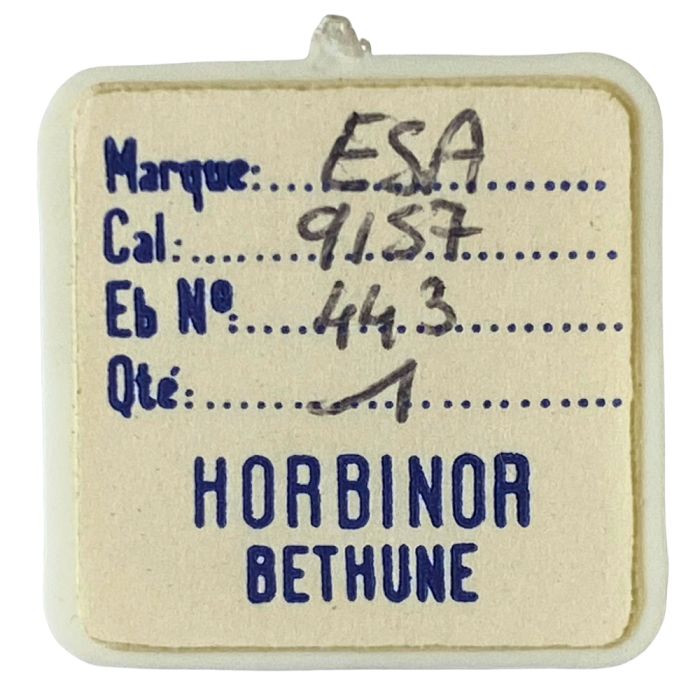 Marque: ESA
Cal: 9157
Eb Nº: 443
Qté: 1
HORBINOR
BETHUNE